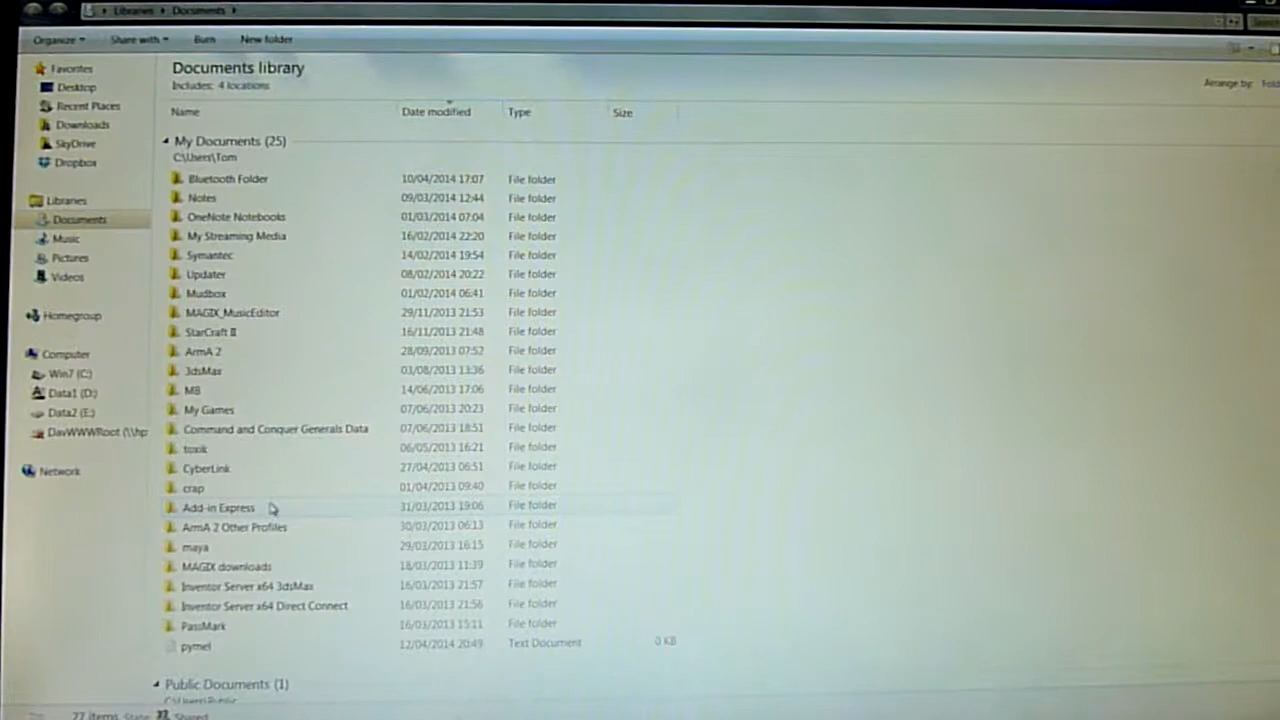 Libraries Documents
Organize Share with Burn New folder
Favorites
Desktop
Recent Places
Downloads
SkyDrive
Dropbox
Libraries
Documents
Music
Pictures
Videos
Homegroup
Computer
Win7 (C:)
Data1 (D:)
Data2 (E:)
DavWWWRoot (\\hp
Network
Documents library
Includes: 4 locations
Arrange by: Fold
Name Date modified Type Size
My Documents (25)
C:\Users\Tom
Bluetooth Folder 10/04/2014 17:07 File folder
Notes 09/03/2014 12:44 File folder
OneNote Notebooks 01/03/2014 07:04 File folder
My Streaming Media 16/02/2014 22:20 File folder
Symantec 14/02/2014 19:54 File folder
Updater 08/02/2014 20:22 File folder
Mudbox 01/02/2014 06:41 File folder
MAGIX_MusicEditor 29/11/2013 21:53 File folder
StarCraft II 16/11/2013 21:48 File folder
ArmA 2 28/09/2013 07:52 File folder
3dsMax 03/08/2013 13:36 File folder
MB 14/06/2013 17:06 File folder
My Games 07/06/2013 20:23 File folder
Command and Conquer Generals Data 07/06/2013 18:51 File folder
toxik 06/05/2013 16:21 File folder
CyberLink 27/04/2013 06:51 File folder
crap 01/04/2013 09:40 File folder
Add-in Express 31/03/2013 19:06 File folder
ArmA 2 Other Profiles 30/03/2013 06:13 File folder
maya 29/03/2013 16:15 File folder
MAGIX downloads 18/03/2013 11:39 File folder
Inventor Server x64 3dsMax 16/03/2013 21:57 File folder
Inventor Server x64 Direct Connect 16/03/2013 21:56 File folder
PassMark 16/03/2013 15:11 File folder
pymel 12/04/2014 20:49 Text Document 0 KB
Public Documents (1)
C:\Users\Public
27 items State: Shared